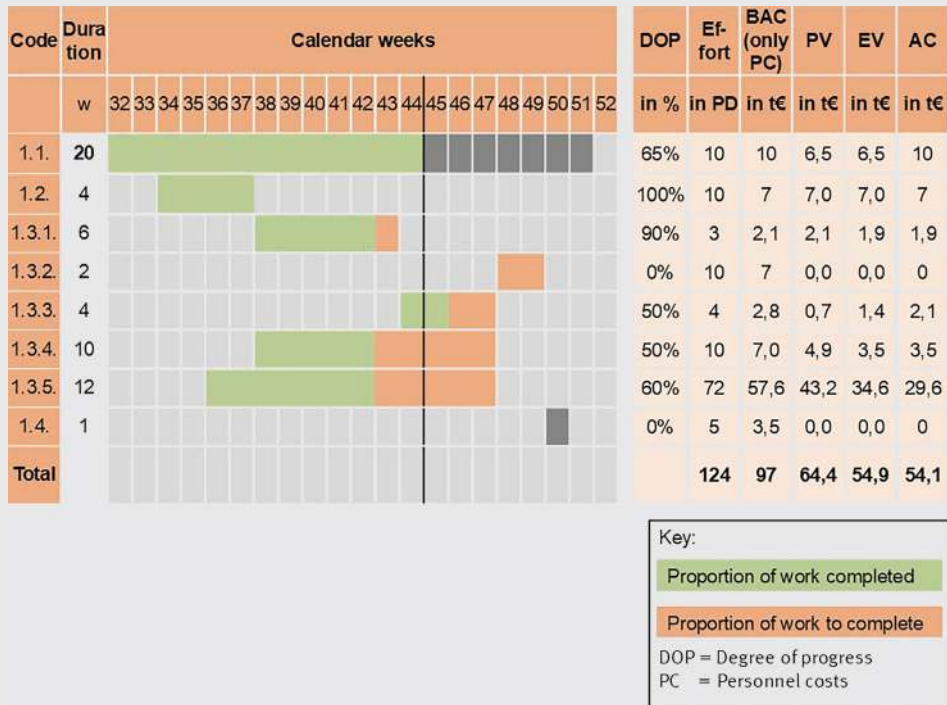 Code Dura tion Calendar weeks DOP Ef- fort BAC (only PC) PV EV AC
w 32 33 34 35 36 37 38 39 40 41 42 43 44 45 46 47 48 49 50 51 52 in % in PD in t€ in t€ in t€ in t€
1.1. 20 65% 10 10 6,5 6,5 10
1.2. 4 100% 10 7 7,0 7,0 7
1.3.1. 6 90% 3 2,1 2,1 1,9 1,9
1.3.2. 2 0% 10 7 0,0 0,0 0
1.3.3. 4 50% 4 2,8 0,7 1,4 2,1
1.3.4. 10 50% 10 7,0 4,9 3,5 3,5
1.3.5. 12 60% 72 57,6 43,2 34,6 29,6
1.4. 1 0% 5 3,5 0,0 0,0 0
Total 124 97 64,4 54,9 54,1
Key:
Proportion of work completed
Proportion of work to complete
DOP = Degree of progress
PC = Personnel costs